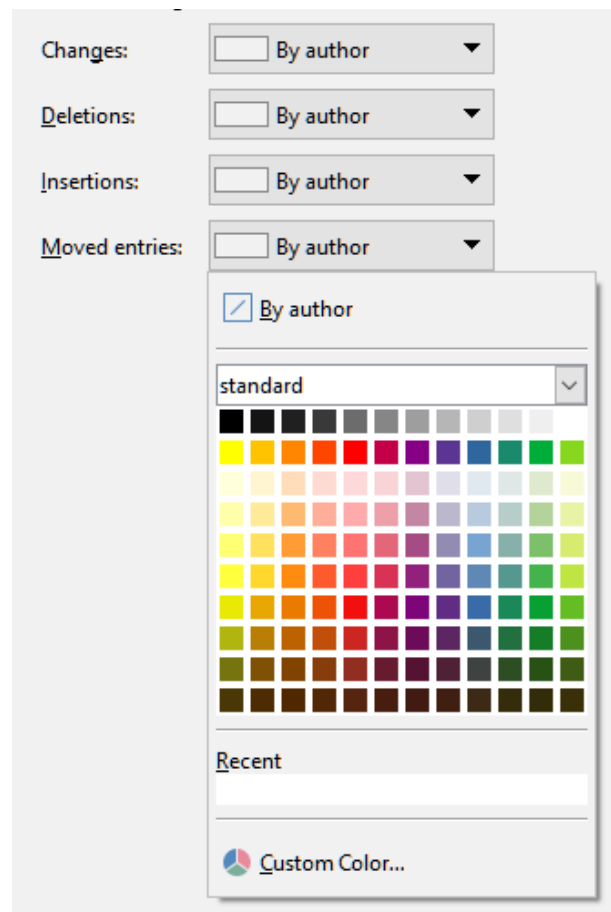 Changes: By author
Deletions: By author
Insertions: By author
Moved entries: By author
By author
standard
Recent
Custom Color...